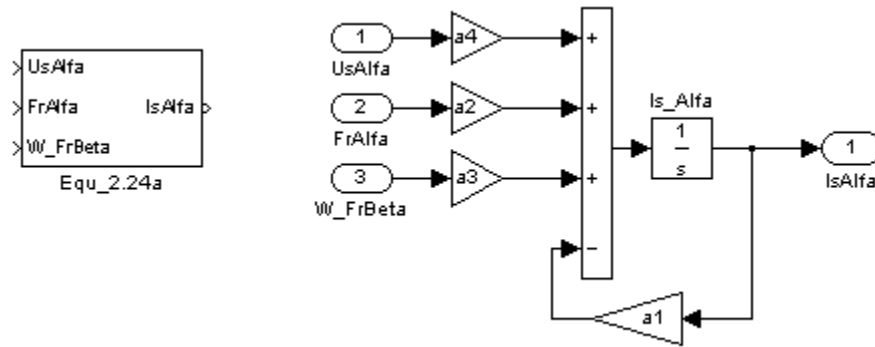 UsAlfa
FrAlfa
IsAlfa
W_FrBeta
Equ_2.24a
1
UsAlfa
a4
+
2
FrAlfa
a2
+
3
W_FrBeta
a3
+
−
Is_Alfa
1
s
1
IsAlfa
a1